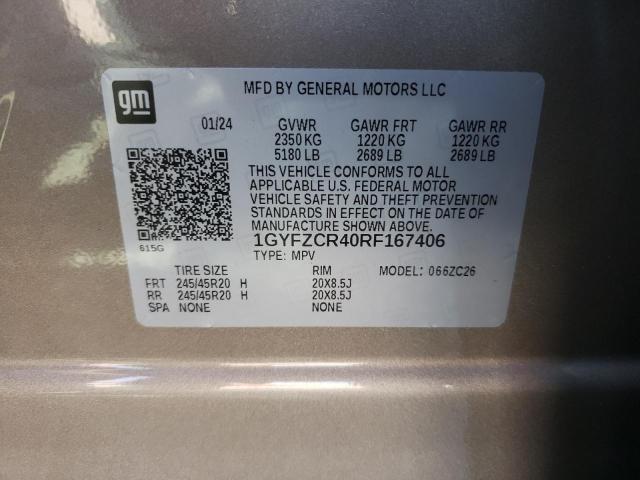 MFD BY GENERAL MOTORS LLC
gm
01/24 GVWR GAWR FRT GAWR RR
2350 KG 1220 KG 1220 KG
5180 LB 2689 LB 2689 LB
THIS VEHICLE CONFORMS TO ALL
APPLICABLE U.S. FEDERAL MOTOR
VEHICLE SAFETY AND THEFT
PREVENTION STANDARDS IN
EFFECT ON THE DATE OF
MANUFACTURE SHOWN ABOVE.
1GYFZCR40RF167406
615G
TYPE: MPV
TIRE SIZE RIM MODEL: 066ZC26
FRT 245/45R20 H 20X8.5J
RR 245/45R20 H 20X8.5J
SPA NONE NONE